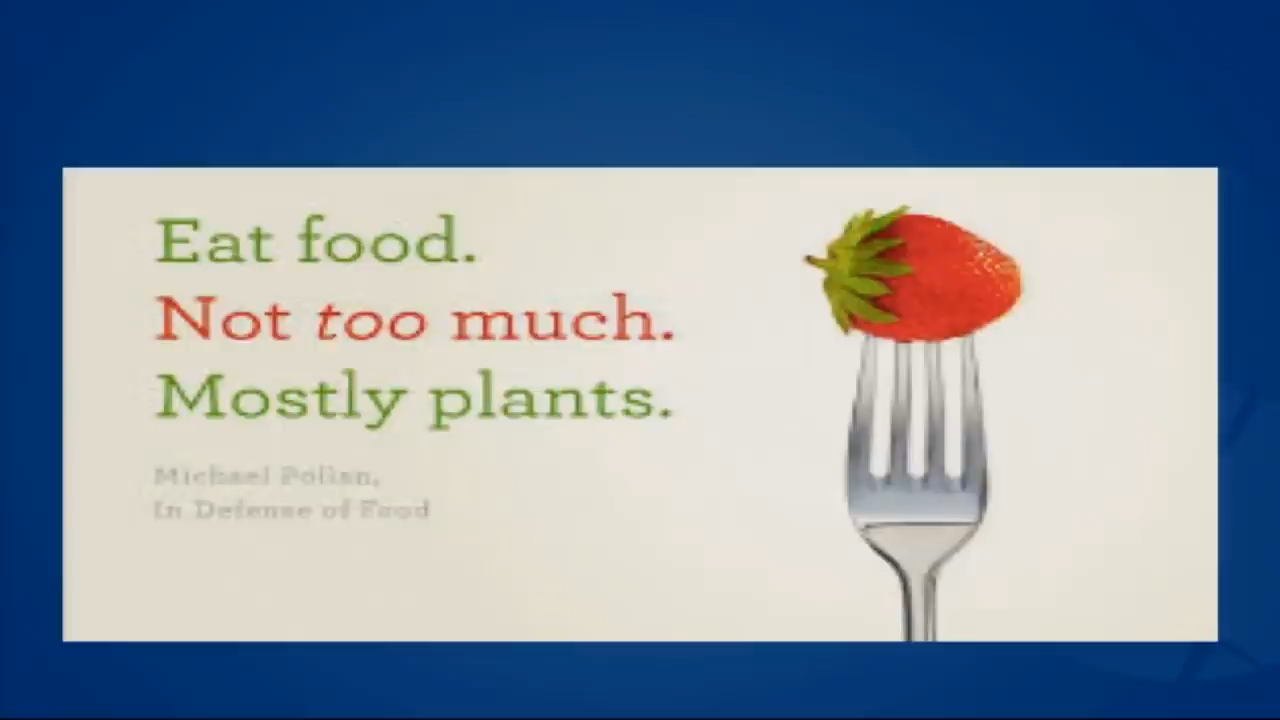 Eat food.
Not too much.
Mostly plants.
Michael Pollan,
In Defense of Food